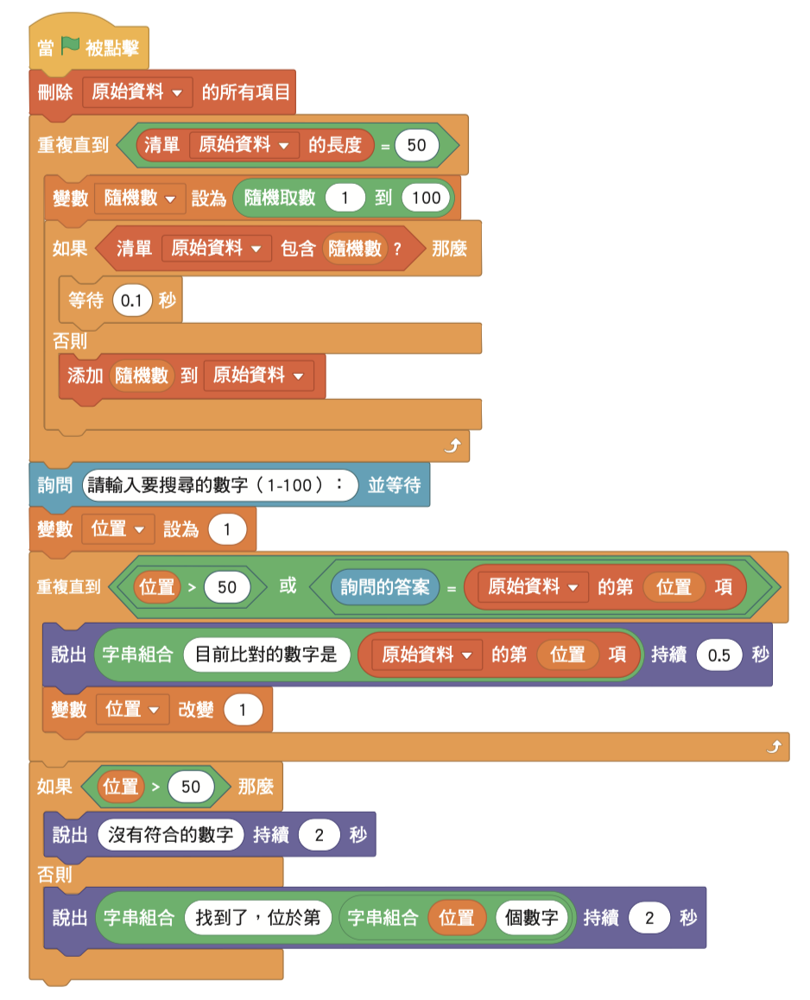 當 被點擊
刪除 原始資料 的所有項目
重複直到 清單 原始資料 的長度 = 50
變數 隨機數 設為 隨機取數 1 到 100
如果 清單 原始資料 包含 隨機數 ? 那麼
等待 0.1 秒
否則
添加 隨機數 到 原始資料
詢問 請輸入要搜尋的數字(1-100): 並等待
變數 位置 設為 1
重複直到 位置 > 50 或 詢問的答案 = 原始資料 的第 位置 項
說出 字串組合 目前比對的數字是 原始資料 的第 位置 項 持續 0.5 秒
變數 位置 改變 1
如果 位置 > 50 那麼
說出 沒有符合的數字 持續 2 秒
否則
說出 字串組合 找到了,位於第 字串組合 位置 個數字 持續 2 秒